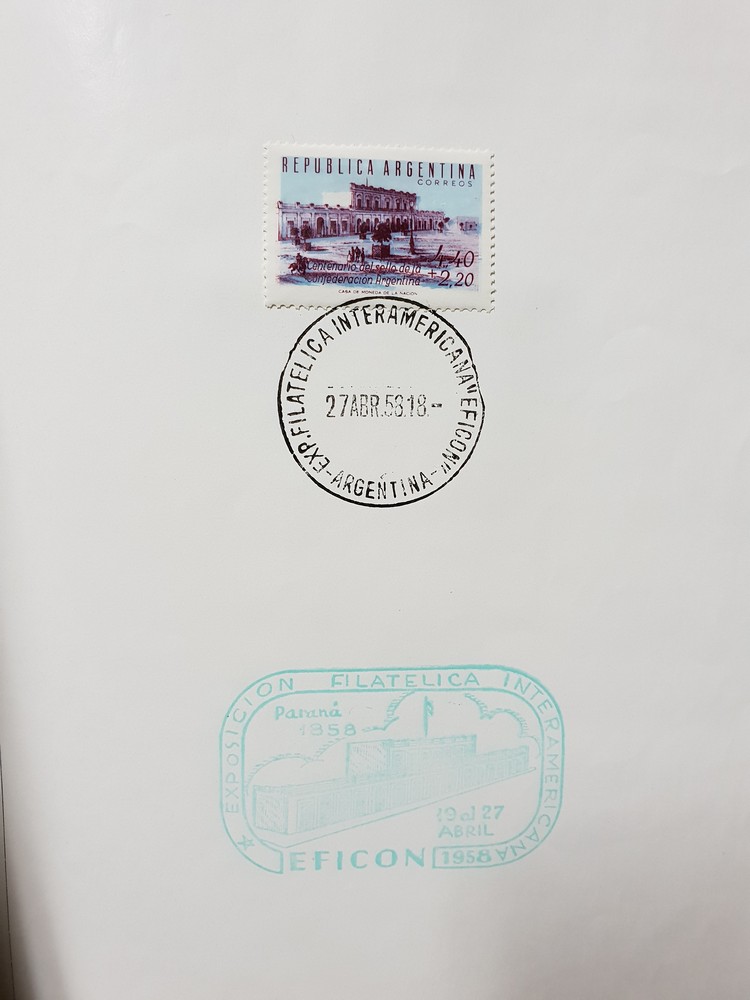 REPUBLICA ARGENTINA
CORREOS
4.40
+2,20
Centenario del sello de la
Confederación Argentina
CASA DE MONEDA DE LA NACION
EXP. FILATELICA INTERAMERICANA "EFICON"
27 ABR. 58.18.-
-ARGENTINA-
EXPOSICION FILATELICA INTERAMERICANA
Paraná
1958
19 al 27
ABRIL
EFICON 1958